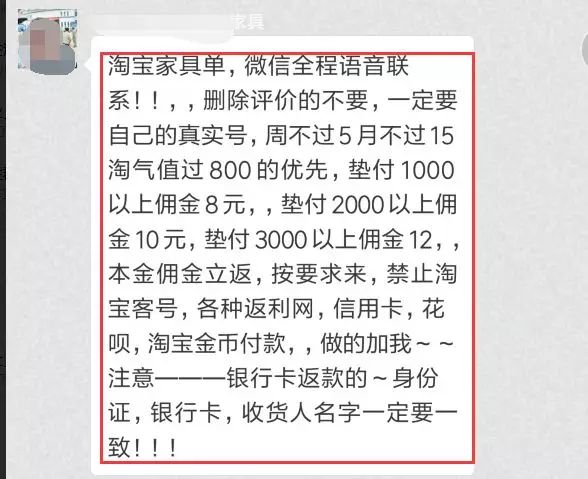 家具
淘宝家具单，微信全程语音联
系！！，，删除评价的不要，一定要
自己的真实号，周不过5月不过15
淘气值过800的优先，垫付1000
以上佣金8元，，垫付2000以上佣
金10元，垫付3000以上佣金12，，
本金佣金立返，按要求来，禁止淘
宝客号，各种返利网，信用卡，花
呗，淘宝金币付款，，做的加我～～
注意———银行卡返款的～身份
证，银行卡，收货人名字一定要一
致！！！